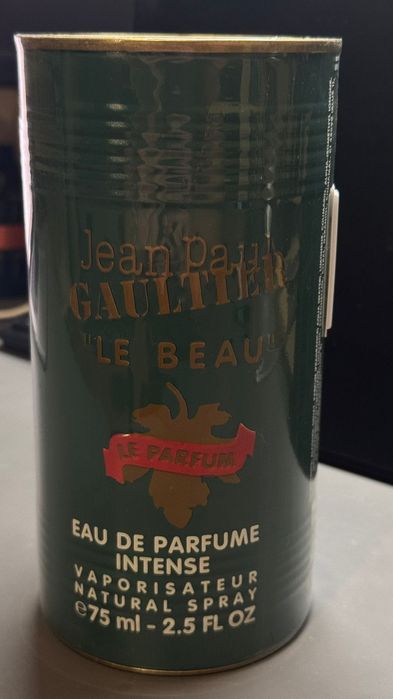 Jean Paul
GAULTIER
"LE BEAU"
LE PARFUM
EAU DE PARFUME
INTENSE
VAPORISATEUR
NATURAL SPRAY
℮75 ml - 2.5 FL OZ